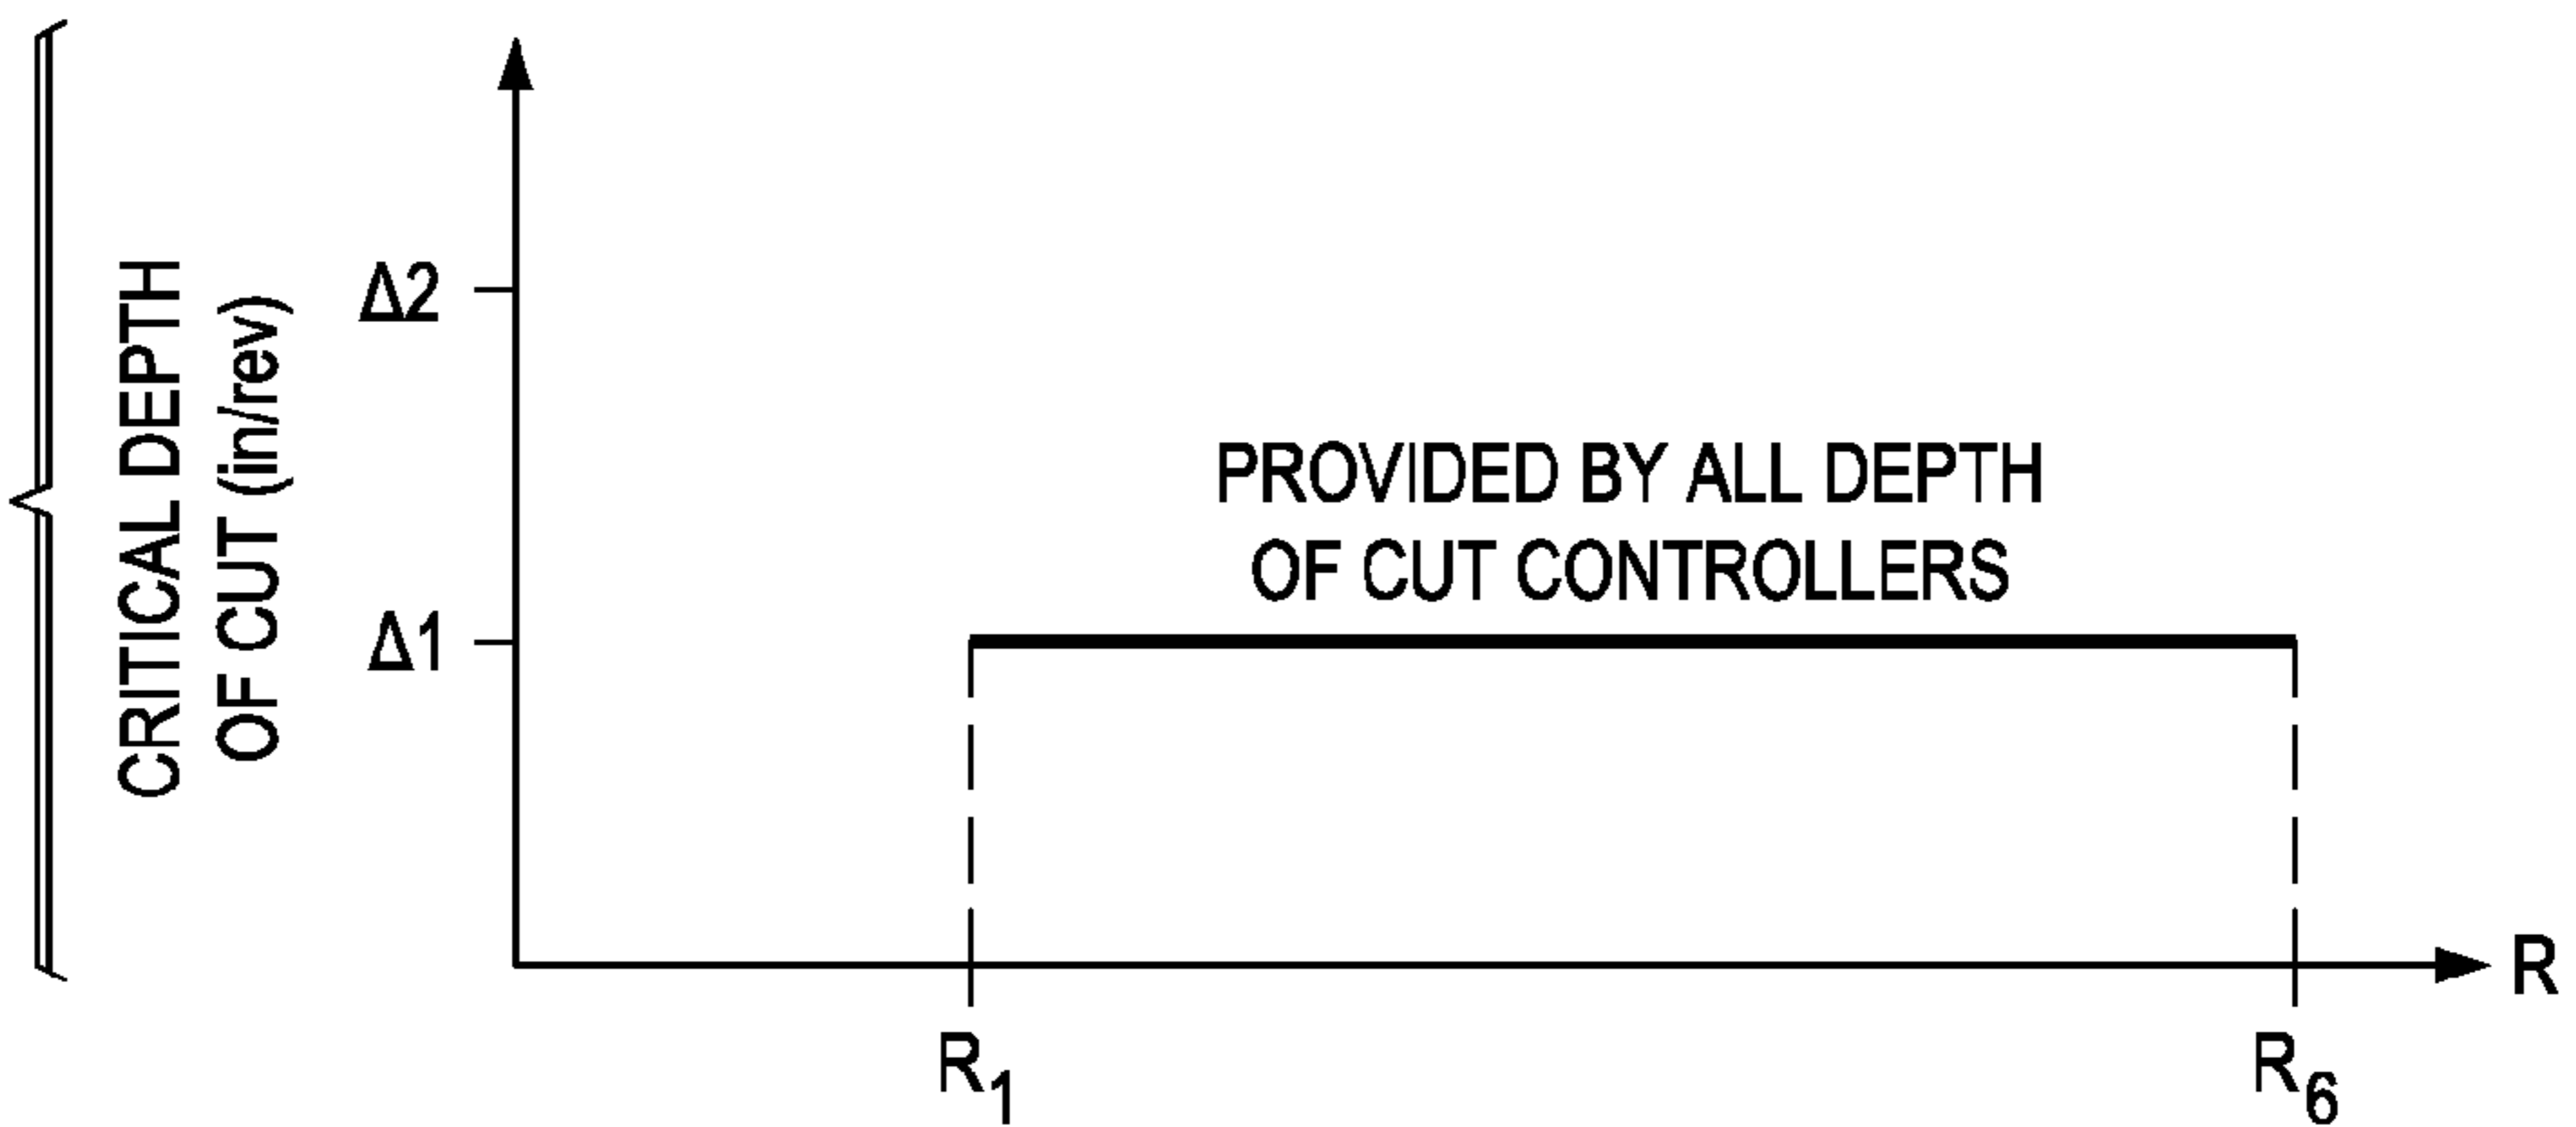 CRITICAL DEPTH
OF CUT (in/rev)
Δ2
Δ1
PROVIDED BY ALL DEPTH
OF CUT CONTROLLERS
R
R1
R6